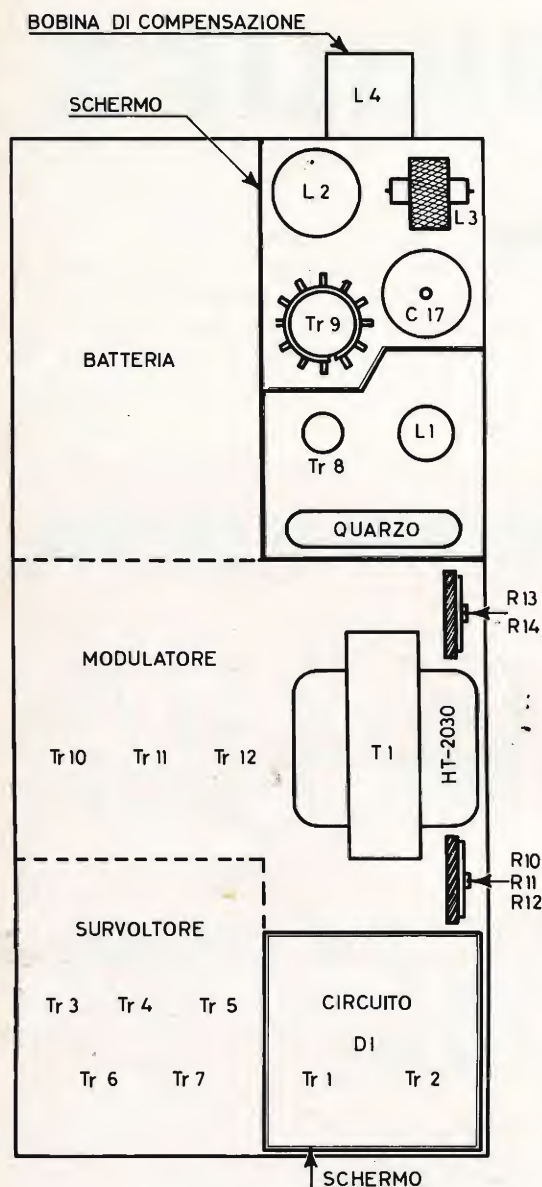 BOBINA DI COMPENSAZIONE
L 4
SCHERMO
L 2
L 3
Tr 9
C 17
BATTERIA
Tr 8
L 1
QUARZO
R13
R14
MODULATORE
Tr 10 Tr 11 Tr 12
T 1
HT-2030
R10
R11
R12
SURVOLTORE
Tr 3 Tr 4 Tr 5
Tr 6 Tr 7
CIRCUITO
DI
Tr 1 Tr 2
SCHERMO